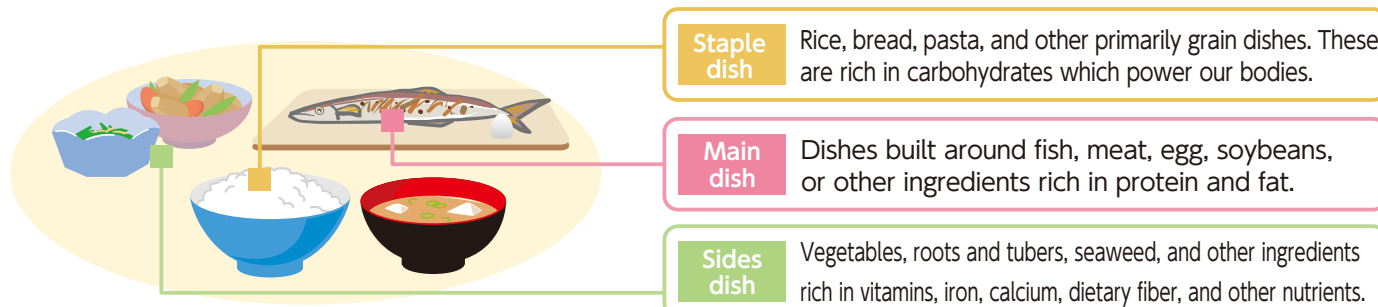 Staple
dish
Rice, bread, pasta, and other primarily grain dishes. These
are rich in carbohydrates which power our bodies.
Main
dish
Dishes built around fish, meat, egg, soybeans,
or other ingredients rich in protein and fat.
Sides
dish
Vegetables, roots and tubers, seaweed, and other ingredients
rich in vitamins, iron, calcium, dietary fiber, and other nutrients.